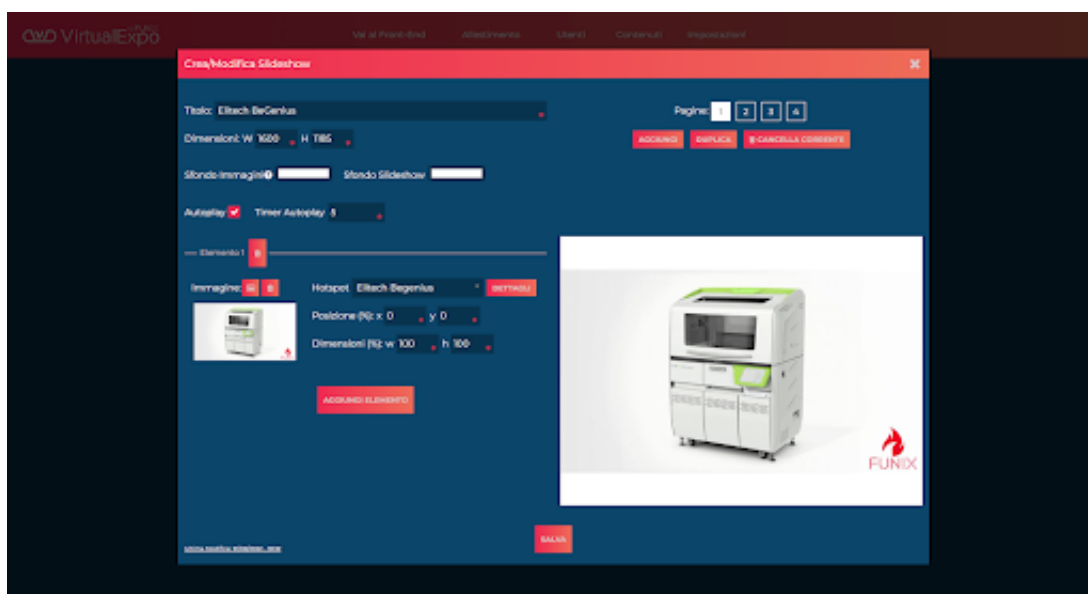 VirtualExpo
Vai al Front-End Allestimento Utenti Contenuti Impostazioni
Crea/Modifica Slideshow
Titolo: Elitech BeGenius
Pagine: 1 2 3 4
Dimensioni: W 1600 H 1185
AGGIUNGI DUPLICA CANCELLA CORRENTE
Sfondo Immagini Sfondo Slideshow
Autoplay Timer Autoplay 5
Elemento 1
Immagine: Hotspot Elitech Begenius DETTAGLI
Posizione (%): x 0 y 0
Dimensioni (%): w 100 h 100
AGGIUNGI ELEMENTO
FUNIX
SALVA